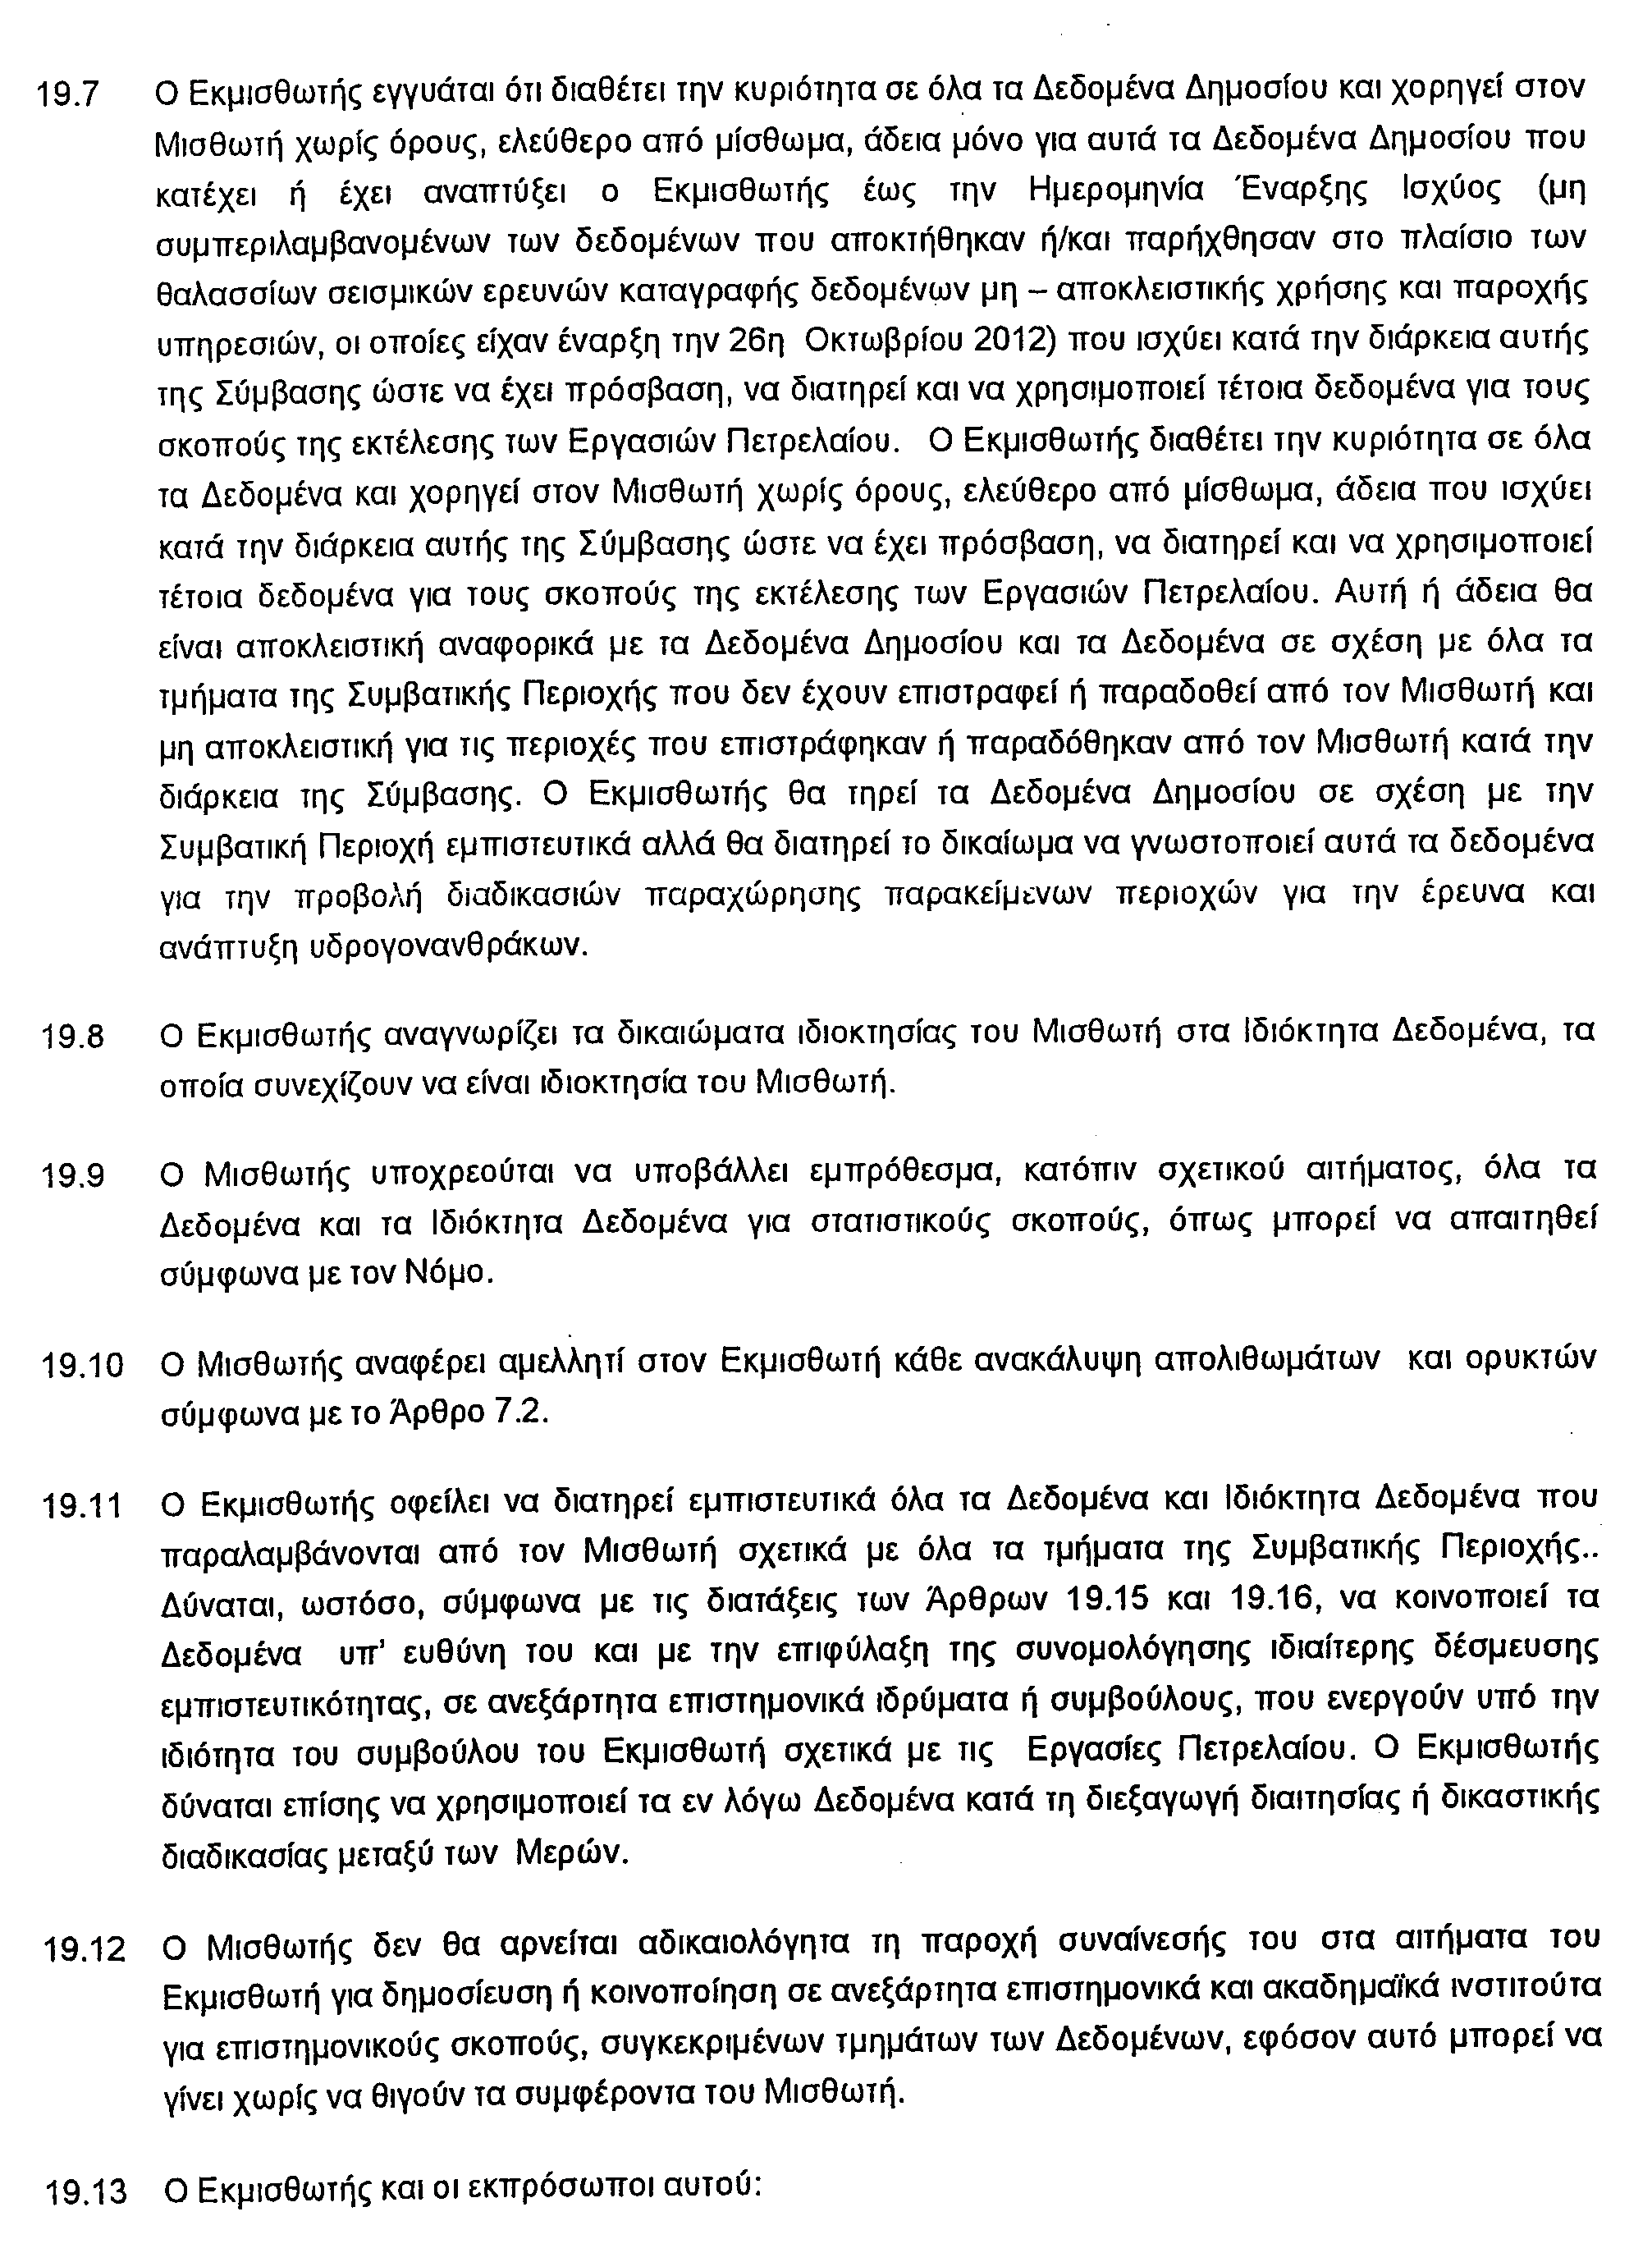 19.7 Ο Εκμισθωτής εγγυάται ότι διαθέτει την κυριότητα σε όλα τα Δεδομένα Δημοσίου και χορηγεί στον
Μισθωτή χωρίς όρους, ελεύθερο από μίσθωμα, άδεια μόνο για αυτά τα Δεδομένα Δημοσίου που
κατέχει ή έχει αναπτύξει ο Εκμισθωτής έως την Ημερομηνία Έναρξης Ισχύος (μη
συμπεριλαμβανομένων των δεδομένων που αποκτήθηκαν ή/και παρήχθησαν στο πλαίσιο των
θαλασσίων σεισμικών ερευνών καταγραφής δεδομένων μη – αποκλειστικής χρήσης και παροχής
υπηρεσιών, οι οποίες είχαν έναρξη την 26η Οκτωβρίου 2012) που ισχύει κατά την διάρκεια αυτής
της Σύμβασης ώστε να έχει πρόσβαση, να διατηρεί και να χρησιμοποιεί τέτοια δεδομένα για τους
σκοπούς της εκτέλεσης των Εργασιών Πετρελαίου. Ο Εκμισθωτής διαθέτει την κυριότητα σε όλα
τα Δεδομένα και χορηγεί στον Μισθωτή χωρίς όρους, ελεύθερο από μίσθωμα, άδεια που ισχύει
κατά την διάρκεια αυτής της Σύμβασης ώστε να έχει πρόσβαση, να διατηρεί και να χρησιμοποιεί
τέτοια δεδομένα για τους σκοπούς της εκτέλεσης των Εργασιών Πετρελαίου. Αυτή ή άδεια θα
είναι αποκλειστική αναφορικά με τα Δεδομένα Δημοσίου και τα Δεδομένα σε σχέση με όλα τα
τμήματα της Συμβατικής Περιοχής που δεν έχουν επιστραφεί ή παραδοθεί από τον Μισθωτή και
μη αποκλειστική για τις περιοχές που επιστράφηκαν ή παραδόθηκαν από τον Μισθωτή κατά την
διάρκεια της Σύμβασης. Ο Εκμισθωτής θα τηρεί τα Δεδομένα Δημοσίου σε σχέση με την
Συμβατική Περιοχή εμπιστευτικά αλλά θα διατηρεί το δικαίωμα να γνωστοποιεί αυτά τα δεδομένα
για την προβολή διαδικασιών παραχώρησης παρακείμενων περιοχών για την έρευνα και
ανάπτυξη υδρογονανθράκων.
19.8 Ο Εκμισθωτής αναγνωρίζει τα δικαιώματα ιδιοκτησίας του Μισθωτή στα Ιδιόκτητα Δεδομένα, τα
οποία συνεχίζουν να είναι ιδιοκτησία του Μισθωτή.
19.9 Ο Μισθωτής υποχρεούται να υποβάλλει εμπρόθεσμα, κατόπιν σχετικού αιτήματος, όλα τα
Δεδομένα και τα Ιδιόκτητα Δεδομένα για στατιστικούς σκοπούς, όπως μπορεί να απαιτηθεί
σύμφωνα με τον Νόμο.
19.10 Ο Μισθωτής αναφέρει αμελλητί στον Εκμισθωτή κάθε ανακάλυψη απολιθωμάτων και ορυκτών
σύμφωνα με το Άρθρο 7.2.
19.11 Ο Εκμισθωτής οφείλει να διατηρεί εμπιστευτικά όλα τα Δεδομένα και Ιδιόκτητα Δεδομένα που
παραλαμβάνονται από τον Μισθωτή σχετικά με όλα τα τμήματα της Συμβατικής Περιοχής..
Δύναται, ωστόσο, σύμφωνα με τις διατάξεις των Άρθρων 19.15 και 19.16, να κοινοποιεί τα
Δεδομένα υπ’ ευθύνη του και με την επιφύλαξη της συνομολόγησης ιδιαίτερης δέσμευσης
εμπιστευτικότητας, σε ανεξάρτητα επιστημονικά ιδρύματα ή συμβούλους, που ενεργούν υπό την
ιδιότητα του συμβούλου του Εκμισθωτή σχετικά με τις Εργασίες Πετρελαίου. Ο Εκμισθωτής
δύναται επίσης να χρησιμοποιεί τα εν λόγω Δεδομένα κατά τη διεξαγωγή διαιτησίας ή δικαστικής
διαδικασίας μεταξύ των Μερών.
19.12 Ο Μισθωτής δεν θα αρνείται αδικαιολόγητα τη παροχή συναίνεσής του στα αιτήματα του
Εκμισθωτή για δημοσίευση ή κοινοποίηση σε ανεξάρτητα επιστημονικά και ακαδημαϊκά ινστιτούτα
για επιστημονικούς σκοπούς, συγκεκριμένων τμημάτων των Δεδομένων, εφόσον αυτό μπορεί να
γίνει χωρίς να θιγούν τα συμφέροντα του Μισθωτή.
19.13 Ο Εκμισθωτής και οι εκπρόσωποι αυτού: